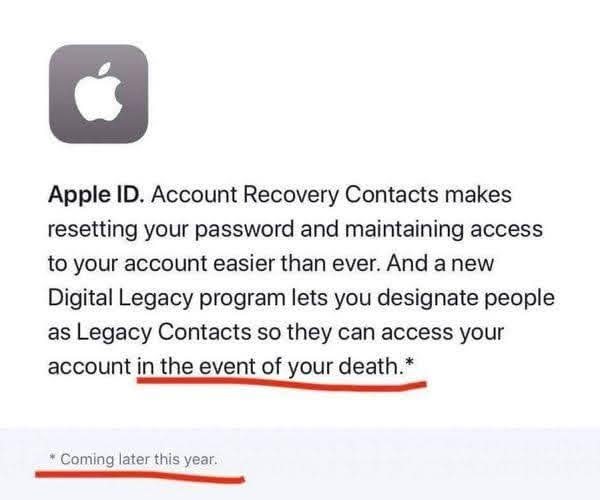 Apple ID. Account Recovery Contacts makes
resetting your password and maintaining access
to your account easier than ever. And a new
Digital Legacy program lets you designate people
as Legacy Contacts so they can access your
account in the event of your death.*
* Coming later this year.